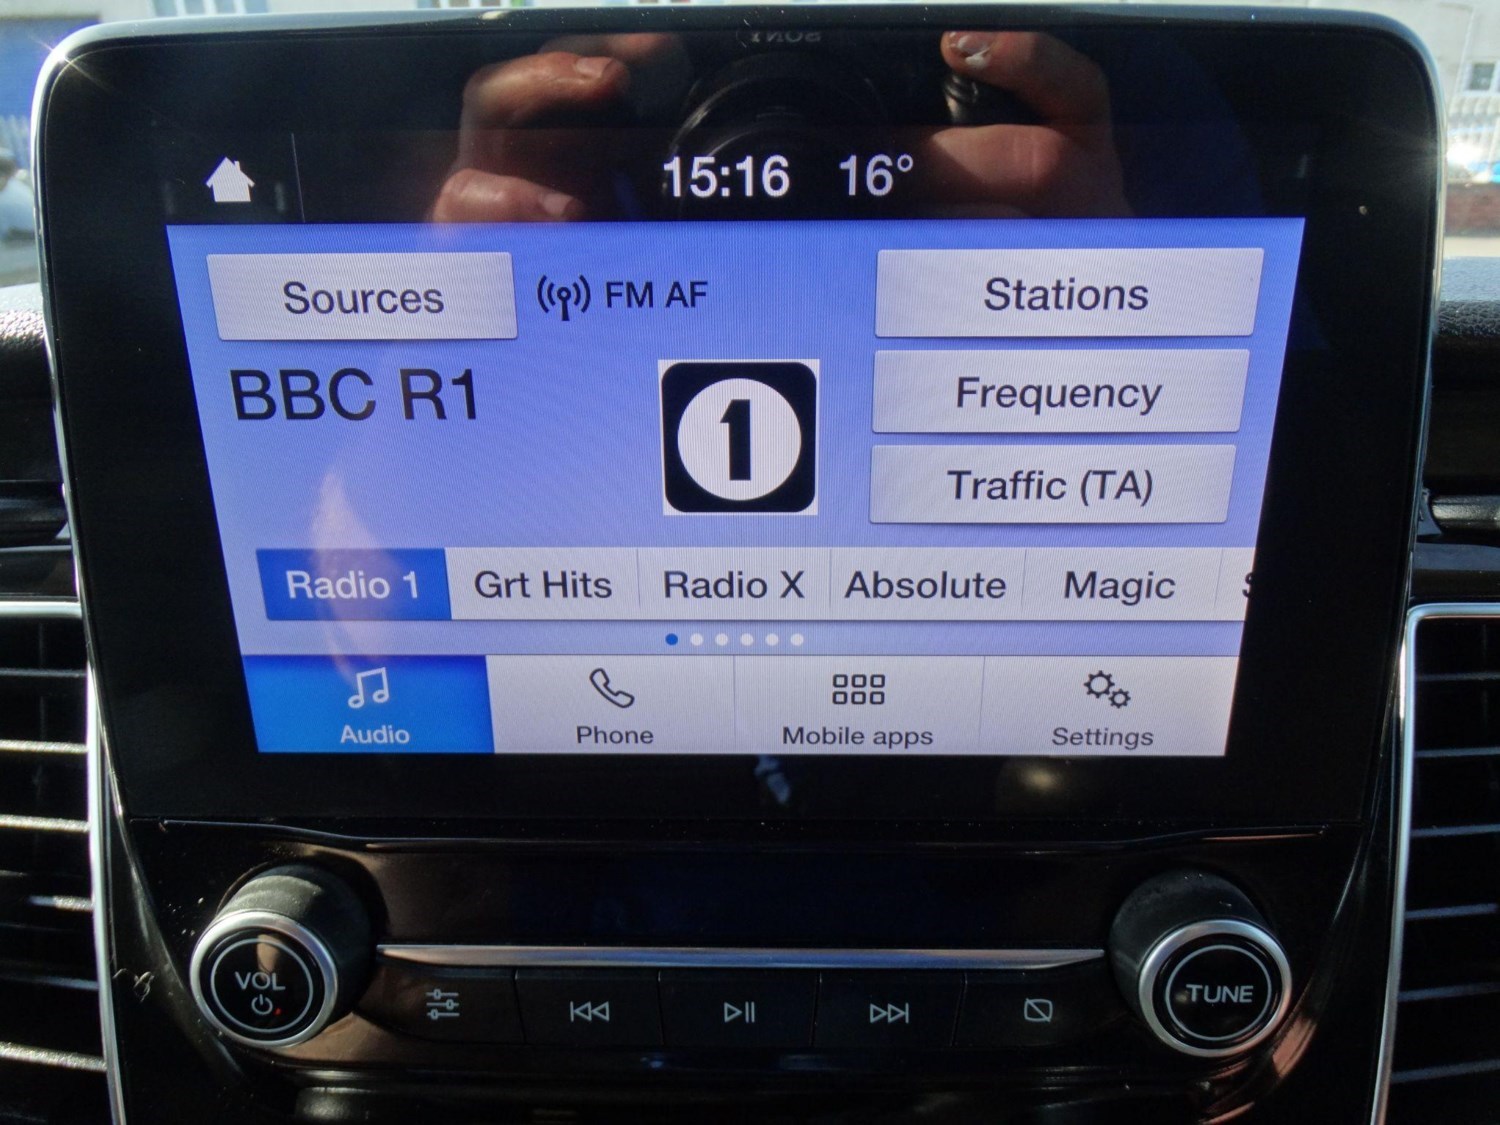 15:16 16°
Sources FM AF Stations
BBC R1
1
Frequency
Traffic (TA)
Radio 1 Grt Hits Radio X Absolute Magic
Audio Phone Mobile apps Settings
VOL
TUNE